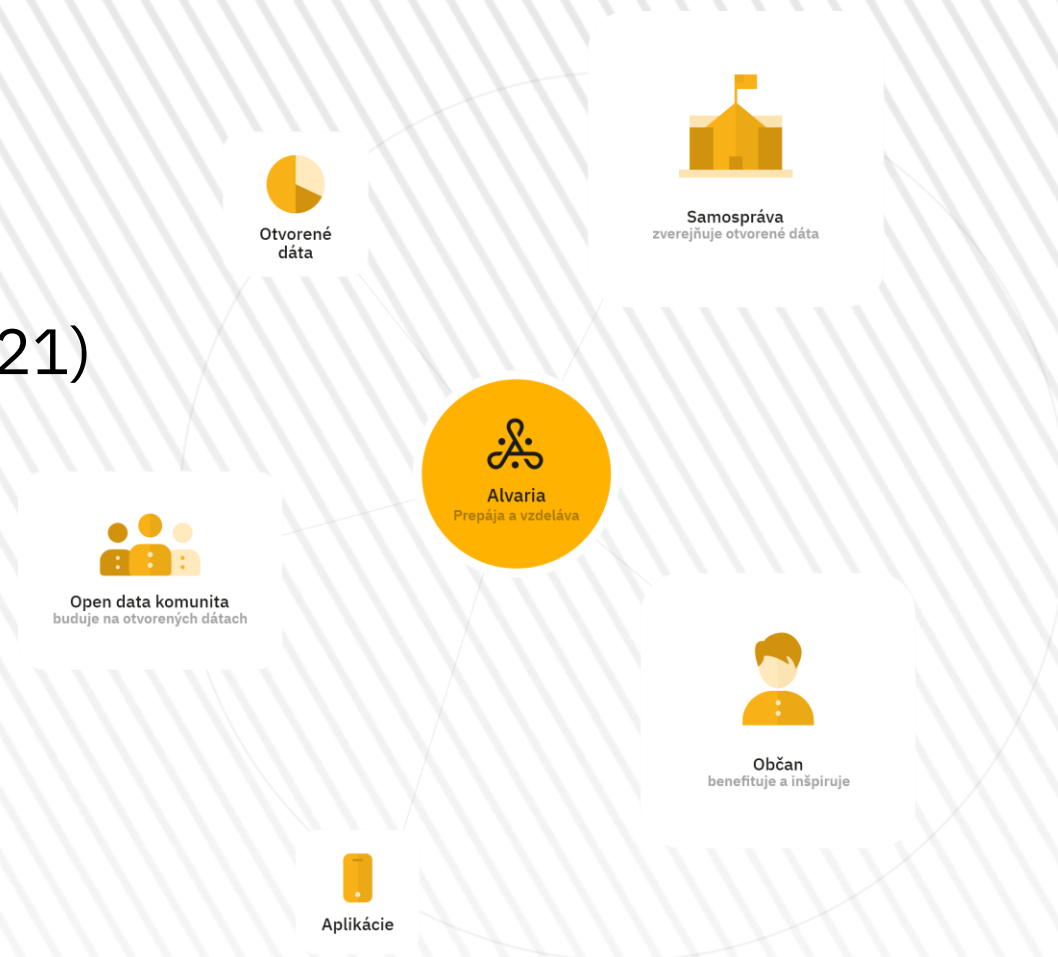 Samospráva
zverejňuje otvorené dáta
Otvorené
dáta
21)
Alvaria
Prepája a vzdeláva
Open data komunita
buduje na otvorených dátach
Občan
benefituje a inšpiruje
Aplikácie